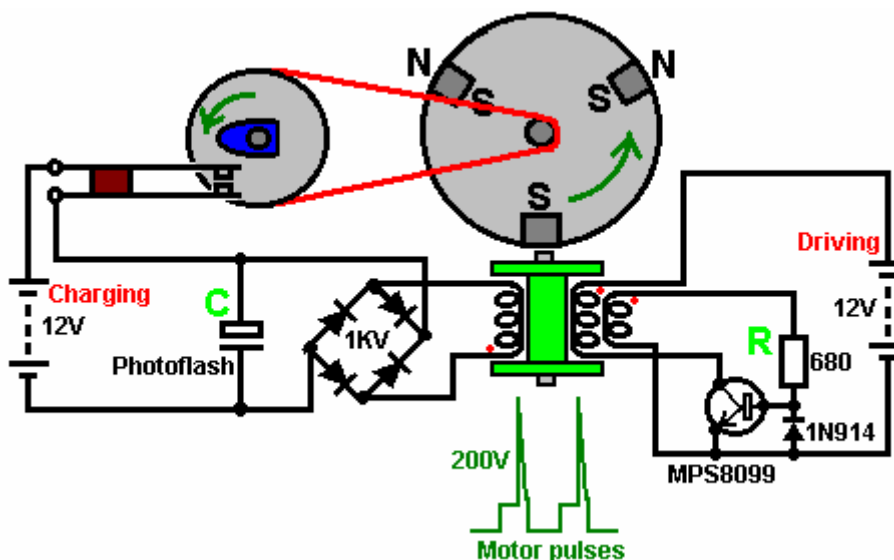 N
S
S
N
S
Charging
12V
C
Photoflash
1KV
Driving
12V
R
680
1N914
MPS8099
200V
Motor pulses